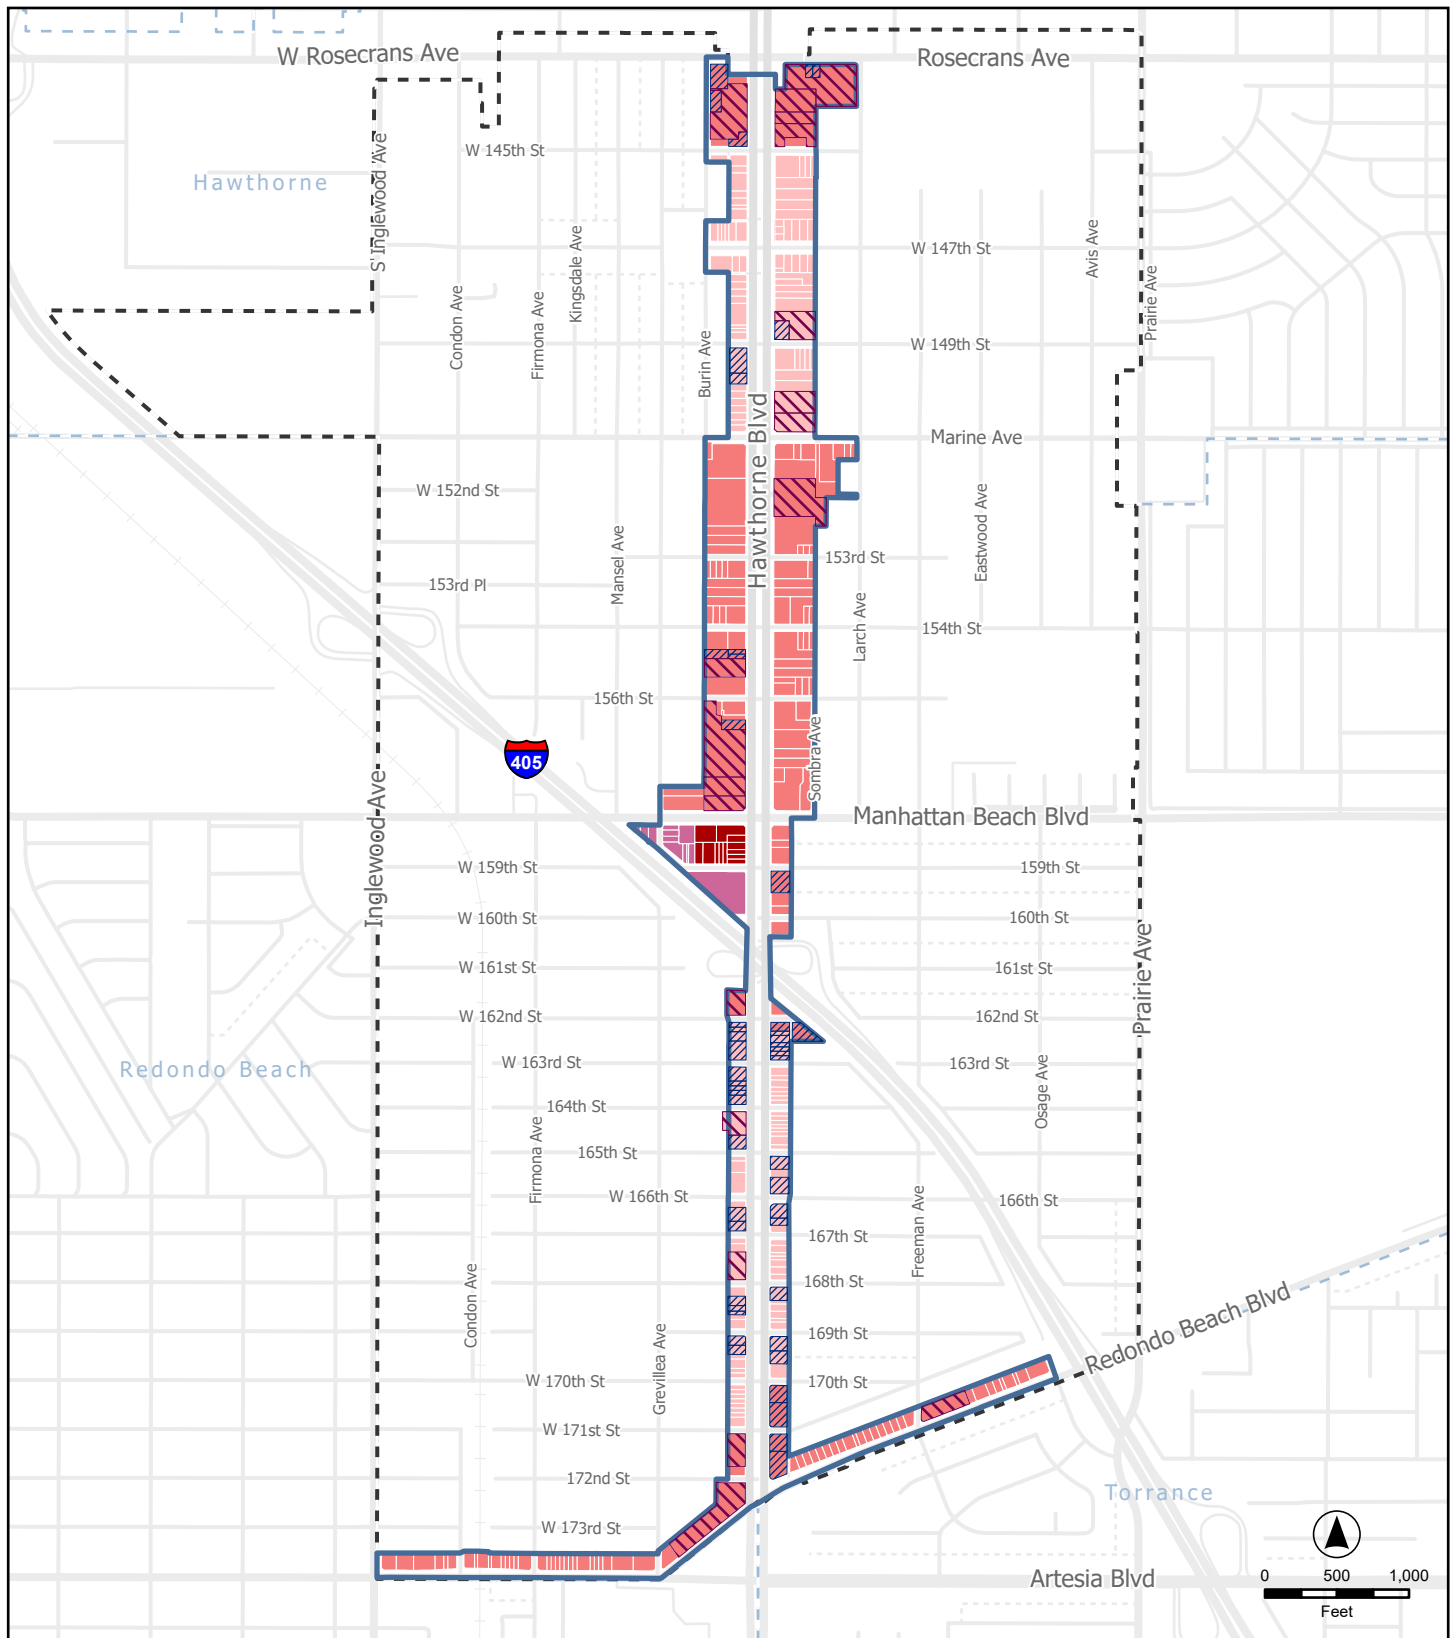 W Rosecrans Ave
Rosecrans Ave
S Inglewood Ave
W 145th St
Hawthorne
Kingsdale Ave
Avis Ave
W 147th St
Prairie Ave
Condon Ave
Firmona Ave
Burin Ave
W 149th St
Hawthorne Blvd
Marine Ave
W 152nd St
Eastwood Ave
Mansel Ave
153rd St
153rd Pl
Larch Ave
154th St
156th St
Sombra Ave
405
Inglewood Ave
Manhattan Beach Blvd
W 159th St
159th St
W 160th St
160th St
Prairie Ave
W 161st St
161st St
W 162nd St
162nd St
Redondo Beach
W 163rd St
163rd St
Osage Ave
164th St
Firmona Ave
165th St
W 166th St
166th St
Freeman Ave
167th St
Condon Ave
168th St
Redondo Beach Blvd
169th St
Grevillea Ave
W 170th St
170th St
W 171st St
172nd St
Torrance
W 173rd St
Artesia Blvd
0 500 1,000
Feet